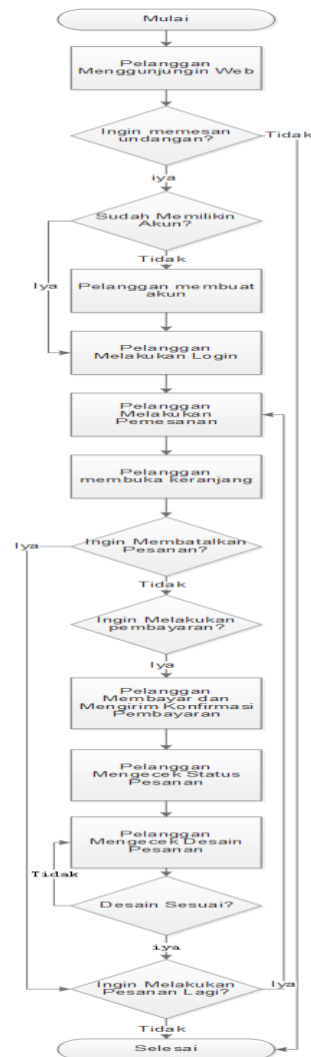 Mulai
Pelanggan
Menggunjungin Web
Ingin memesan
undangan?
Tidak
iya
Sudah Memilikin
Akun?
Iya
Tidak
Pelanggan membuat
akun
Pelanggan
Melakukan Login
Pelanggan
Melakukan
Pemesanan
Pelanggan
membuka keranjang
Iya
Ingin Membatalkan
Pesanan?
Tidak
Ingin Melakukan
pembayaran?
Iya
Pelanggan
Membayar dan
Mengirim Konfirmasi
Pembayaran
Pelanggan
Mengecek Status
Pesanan
Pelanggan
Mengecek Desain
Pesanan
Tidak
Desain Sesuai?
iya
Ingin Melakukan
Pesanan Lagi?
Iya
Tidak
Selesai